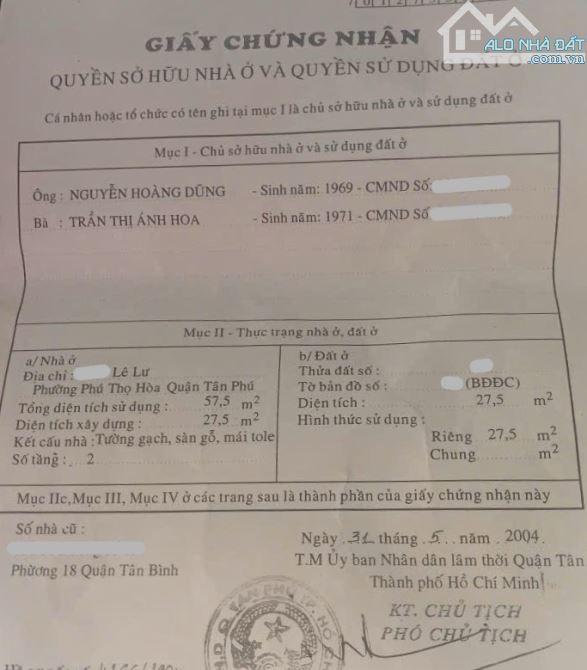 ALO NHÀ ĐẤT
.com.vn
GIẤY CHỨNG NHẬN
QUYỀN SỞ HỮU NHÀ Ở VÀ QUYỀN SỬ DỤNG ĐẤT Ở
Cá nhân hoặc tổ chức có tên ghi tại mục I là chủ sở hữu nhà ở và sử dụng đất ở
Mục I - Chủ sở hữu nhà ở và sử dụng đất ở
Ông : NGUYỄN HOÀNG DŨNG - Sinh năm: 1969 - CMND Số:
Bà : TRẦN THỊ ÁNH HOA - Sinh năm: 1971 - CMND Số
Mục II - Thực trạng nhà ở, đất ở
a/ Nhà ở
Địa chỉ : Lê Lư
Phường Phú Thọ Hòa Quận Tân Phú
Tổng diện tích sử dụng : 57,5 m²
Diện tích xây dựng : 27,5 m²
Kết cấu nhà : Tường gạch, sàn gỗ, mái tole
Số tầng : 2
b/ Đất ở
Thửa đất số :
Tờ bản đồ số : (BĐĐC)
Diện tích : 27,5 m²
Hình thức sử dụng :
Riêng 27,5 m²
Chung m²
Mục IIc, Mục III, Mục IV ở các trang sau là thành phần của giấy chứng nhận này
Số nhà cũ :
Phường 18 Quận Tân Bình
Ngày 31 tháng 5 năm 2004.
T.M Ủy ban Nhân dân lâm thời Quận Tân
Thành phố Hồ Chí Minh
KT. CHỦ TỊCH
PHÓ CHỦ TỊCH